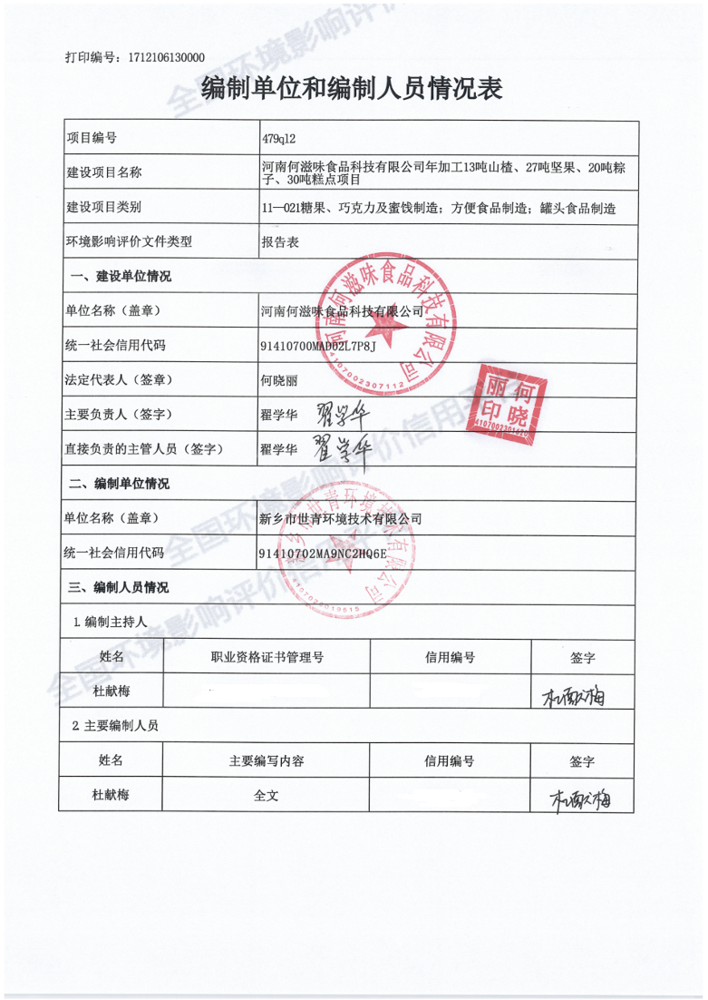 打印编号：1712106130000
编制单位和编制人员情况表
项目编号 479ql2
建设项目名称 河南何滋味食品科技有限公司年加工13吨山楂、27吨坚果、20吨粽
子、30吨糕点项目
建设项目类别 11—021糖果、巧克力及蜜饯制造；方便食品制造；罐头食品制造
环境影响评价文件类型 报告表
一、建设单位情况
单位名称（盖章） 河南何滋味食品科技有限公司
统一社会信用代码 91410700MAD02L7P8J
法定代表人（签章） 何晓丽
主要负责人（签字） 翟学华 翟学华
直接负责的主管人员（签字） 翟学华 翟学华
二、编制单位情况
单位名称（盖章） 新乡市世青环境技术有限公司
统一社会信用代码 91410702MA9NC2HQ6E
三、编制人员情况
1.编制主持人
姓名 职业资格证书管理号 信用编号 签字
杜献梅 杜献梅
2.主要编制人员
姓名 主要编写内容 信用编号 签字
杜献梅 全文 杜献梅
河南何滋味食品科技有限公司
4107002307112
何晓丽印
新乡市世青环境技术有限公司
4107020019515
全国环境影响评价信用平台